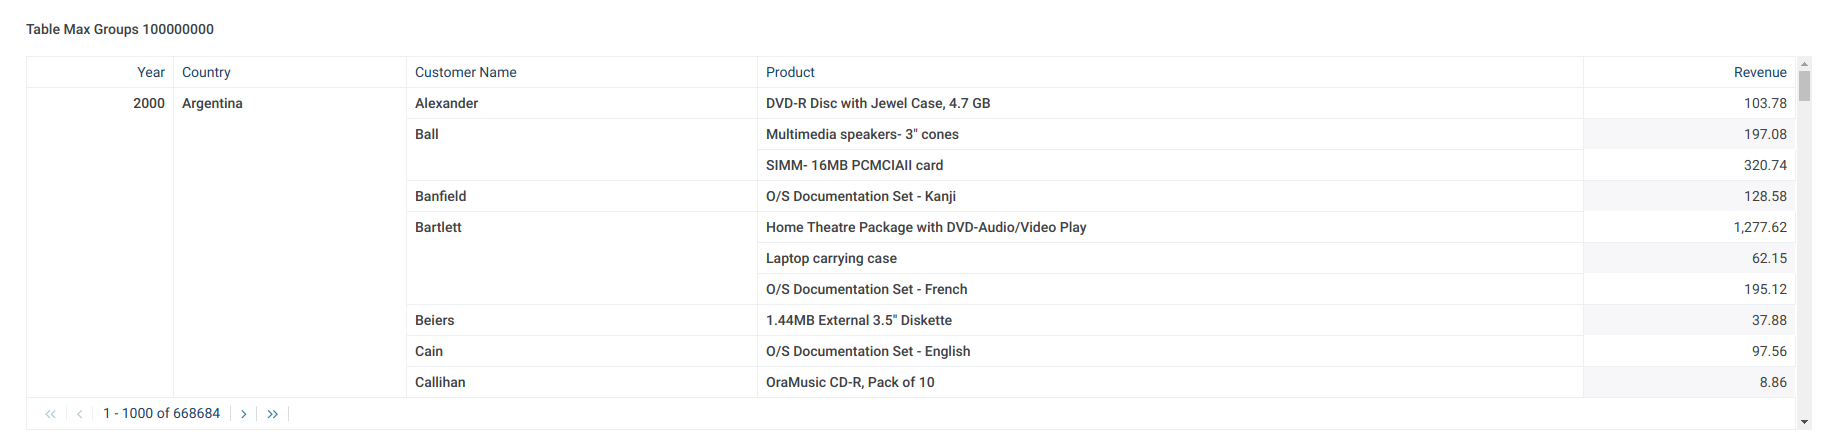 Table Max Groups 100000000
Year Country Customer Name Product Revenue
2000 Argentina Alexander DVD-R Disc with Jewel Case, 4.7 GB 103.78
Ball Multimedia speakers- 3" cones 197.08
SIMM- 16MB PCMCIAII card 320.74
Banfield O/S Documentation Set - Kanji 128.58
Bartlett Home Theatre Package with DVD-Audio/Video Play 1,277.62
Laptop carrying case 62.15
O/S Documentation Set - French 195.12
Beiers 1.44MB External 3.5" Diskette 37.88
Cain O/S Documentation Set - English 97.56
Callihan OraMusic CD-R, Pack of 10 8.86
1 - 1000 of 668684